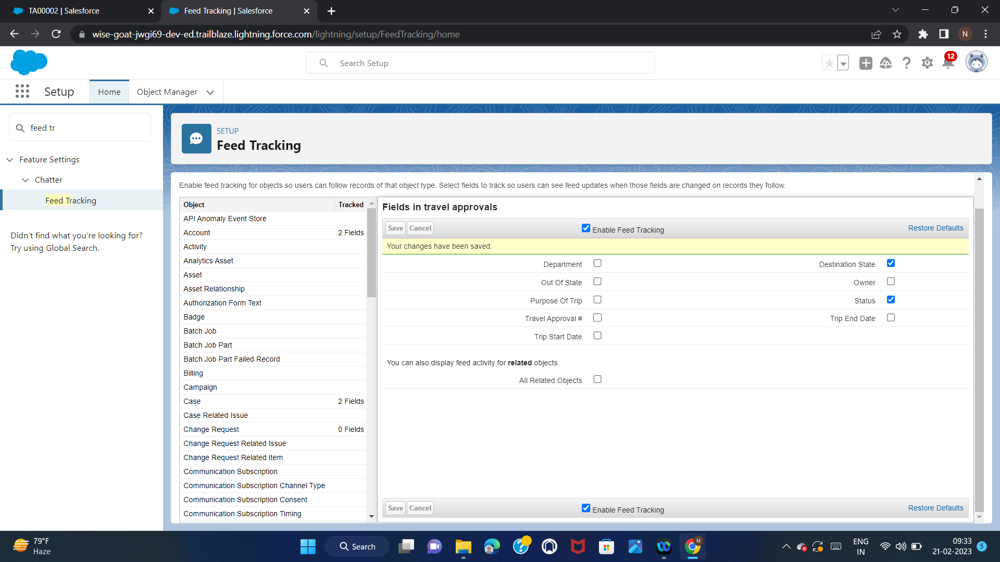 TA00002 | Salesforce
Feed Tracking | Salesforce
wise-goat-jwgi69-dev-ed.trailblaze.lightning.force.com/lightning/setup/FeedTracking/home
N
Search Setup
12
Setup
Home
Object Manager
feed tr
Feature Settings
Chatter
Feed Tracking
Didn't find what you're looking for?
Try using Global Search.
SETUP
Feed Tracking
Enable feed tracking for objects so users can follow records of that object type. Select fields to track so users can see feed updates when those fields are changed on records they follow.
Object Tracked
API Anomaly Event Store
Account 2 Fields
Activity
Analytics Asset
Asset
Asset Relationship
Authorization Form Text
Badge
Batch Job
Batch Job Part
Batch Job Part Failed Record
Billing
Campaign
Case 2 Fields
Case Related Issue
Change Request 0 Fields
Change Request Related Issue
Change Request Related Item
Communication Subscription
Communication Subscription Channel Type
Communication Subscription Consent
Communication Subscription Timing
Fields in travel approvals
Save Cancel Enable Feed Tracking Restore Defaults
Your changes have been saved.
Department Destination State
Out Of State Owner
Purpose Of Trip Status
Travel Approval # Trip End Date
Trip Start Date
You can also display feed activity for related objects.
All Related Objects
Save Cancel Enable Feed Tracking Restore Defaults
79°F
Haze
Search
N
ENG
IN
09:33
21-02-2023
5